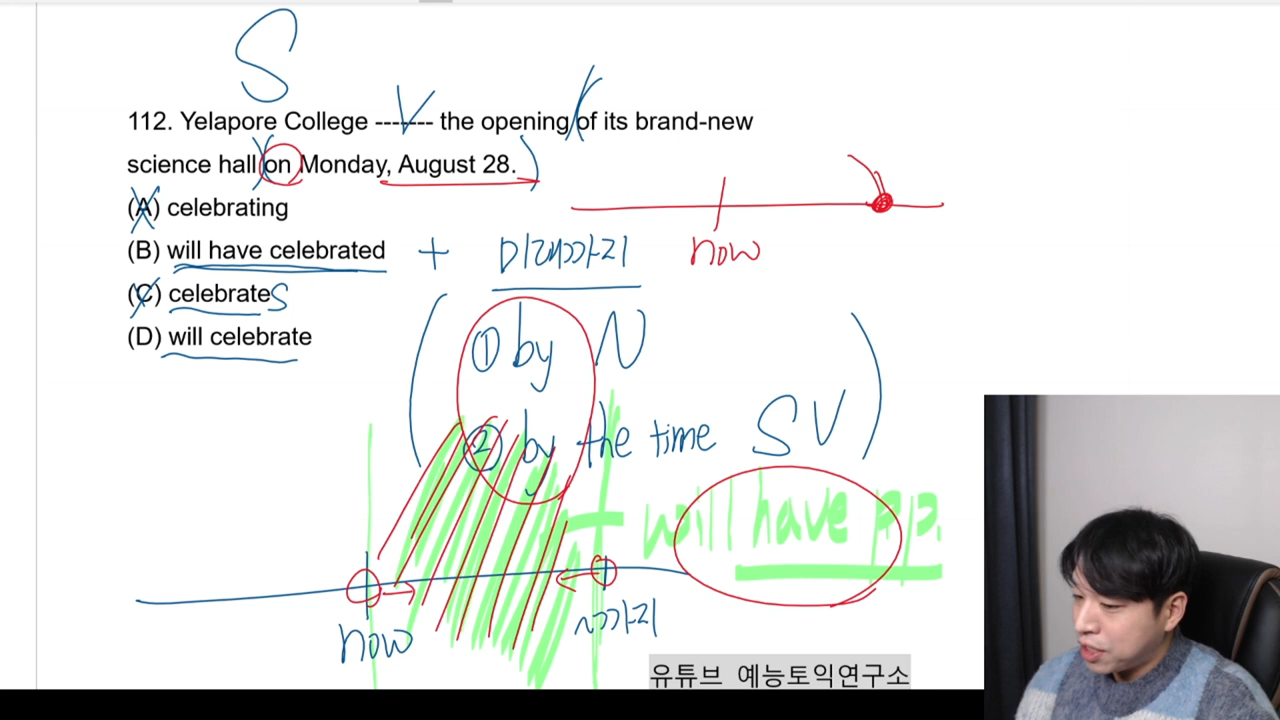 S
V
112. Yelapore College ------- the opening of its brand-new
science hall on Monday, August 28.
(A) celebrating
(B) will have celebrated + 미래까지
now
(C) celebrates
(D) will celebrate
① by N
② by the time SV
will have p.p.
now
~까지
유튜브 예능토익연구소